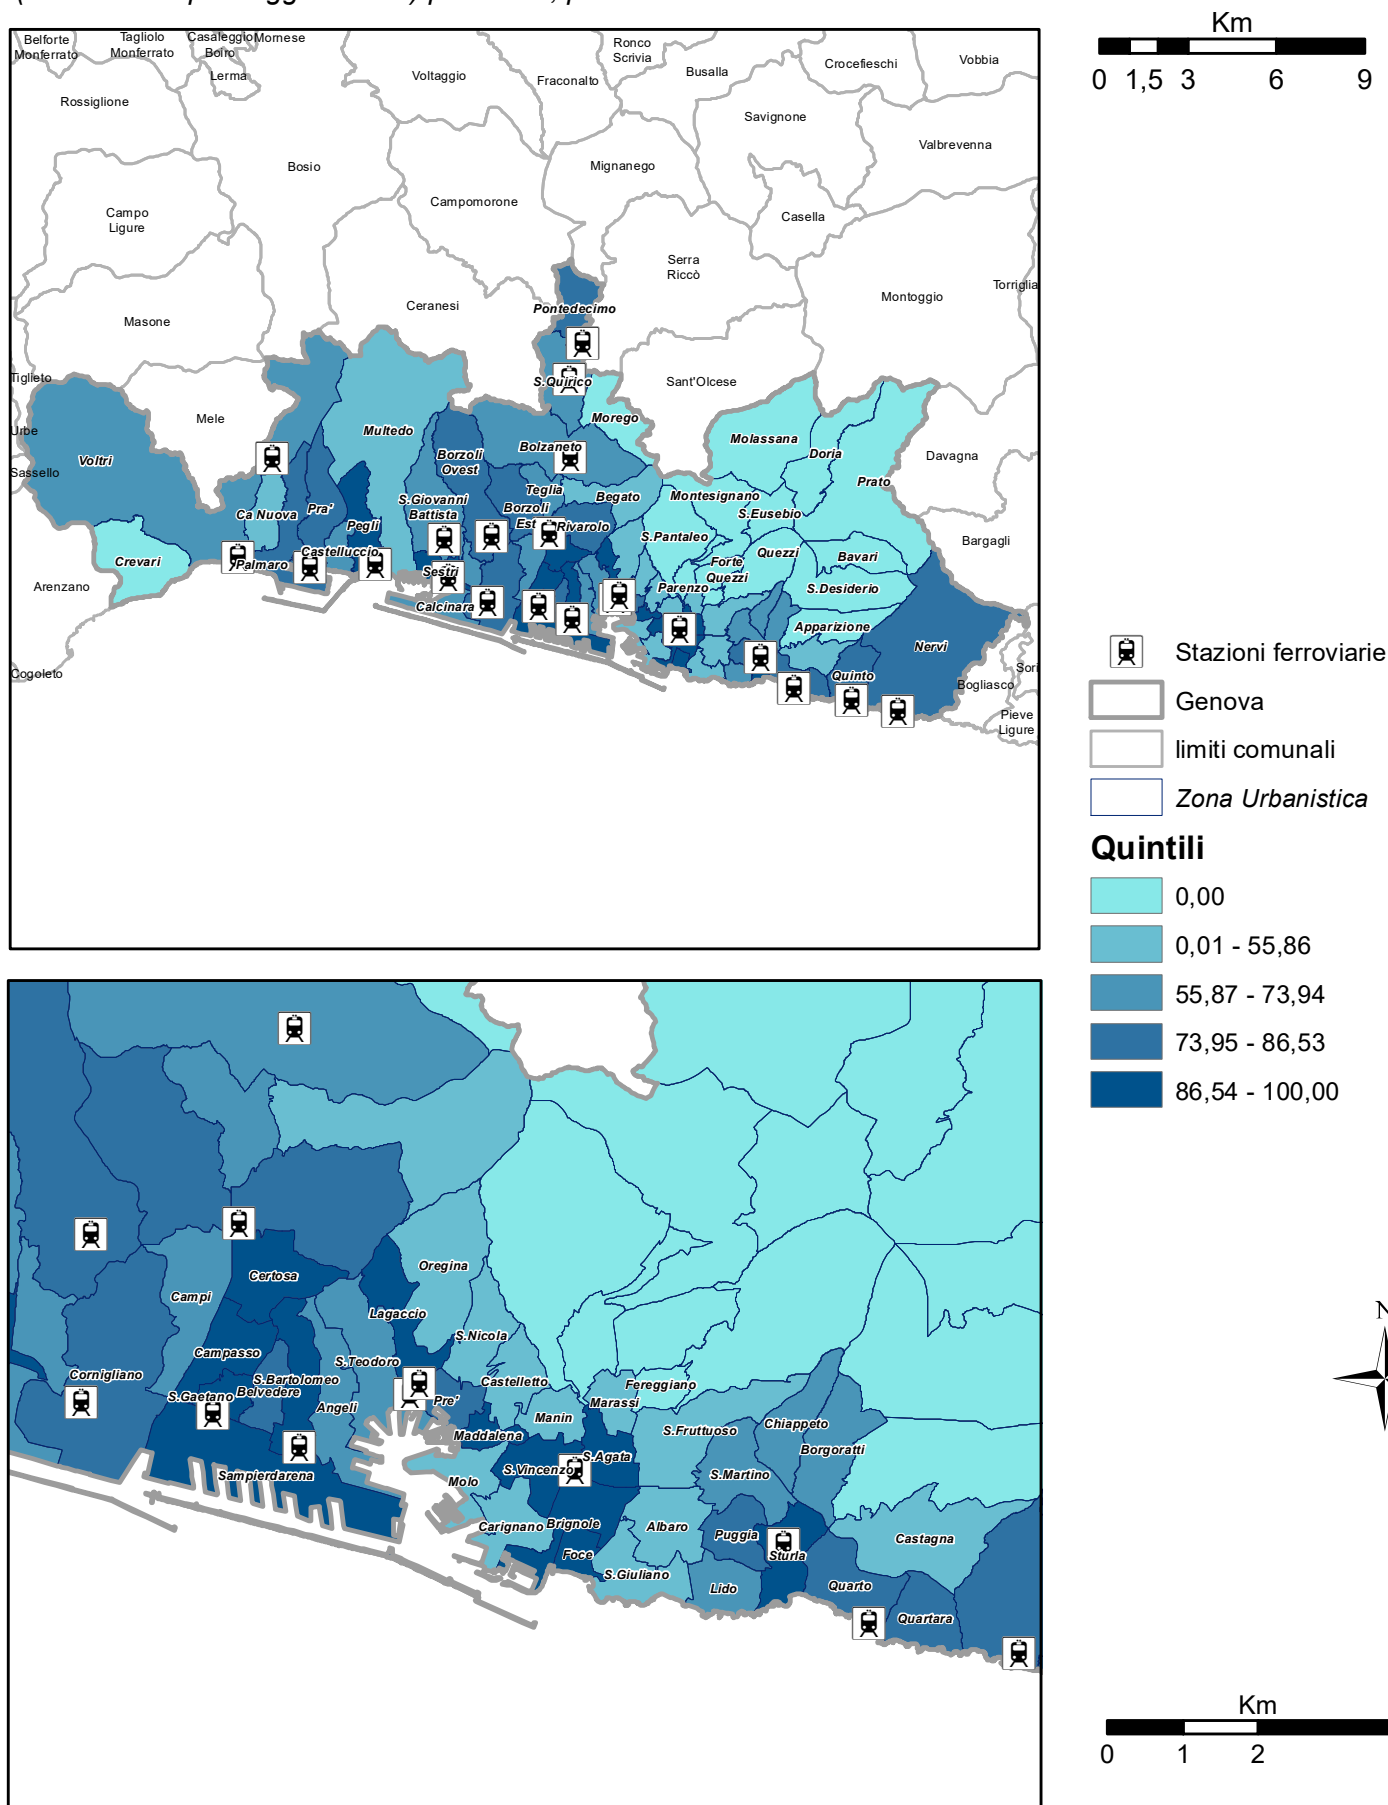 Km
0 1,5 3 6 9
Belforte
Monferrato
Tagliolo
Monferrato
Casaleggio
Boiro
Mornese
Lerma
Voltaggio
Fraconalto
Ronco
Scrivia
Busalla
Crocefieschi
Vobbia
Rossiglione
Savignone
Valbrevenna
Bosio
Mignanego
Campomorone
Casella
Campo
Ligure
Serra
Riccò
Montoggio
Torriglia
Ceranesi
Pontedecimo
Masone
Tiglieto
Mele
S.Quirico
Sant'Olcese
Morego
Urbe
Multedo
Molassana
Doria
Davagna
Voltri
Sassello
Borzoli
Ovest
Bolzaneto
Prato
Teglia
Begato
Montesignano
S.Eusebio
Ca Nuova
Pra'
Pegli
S.Giovanni
Battista
Borzoli
Est
Rivarolo
S.Pantaleo
Bargagli
Crevari
Palmaro
Castelluccio
Sestri
Forte
Quezzi
Quezzi
Bavari
Arenzano
Calcinara
Parenzo
S.Desiderio
Apparizione
Nervi
Cogoleto
Quinto
Bogliasco
Sori
Pieve
Ligure
Stazioni ferroviarie
Genova
limiti comunali
Zona Urbanistica
Quintili
0,00
0,01 - 55,86
55,87 - 73,94
73,95 - 86,53
86,54 - 100,00
Certosa
Oregina
Campi
Lagaccio
S.Nicola
Campasso
S.Teodoro
Cornigliano
S.Gaetano
Belvedere
S.Bartolomeo
Angeli
Pre'
Castelletto
Fereggiano
Marassi
Manin
Maddalena
S.Fruttuoso
Chiappeto
Borgoratti
Sampierdarena
Molo
S.Vincenzo
S.Agata
S.Martino
Carignano
Brignole
Albaro
Puggia
Castagna
Foce
Sturla
S.Giuliano
Lido
Quarto
Quartara
N
Km
0 1 2